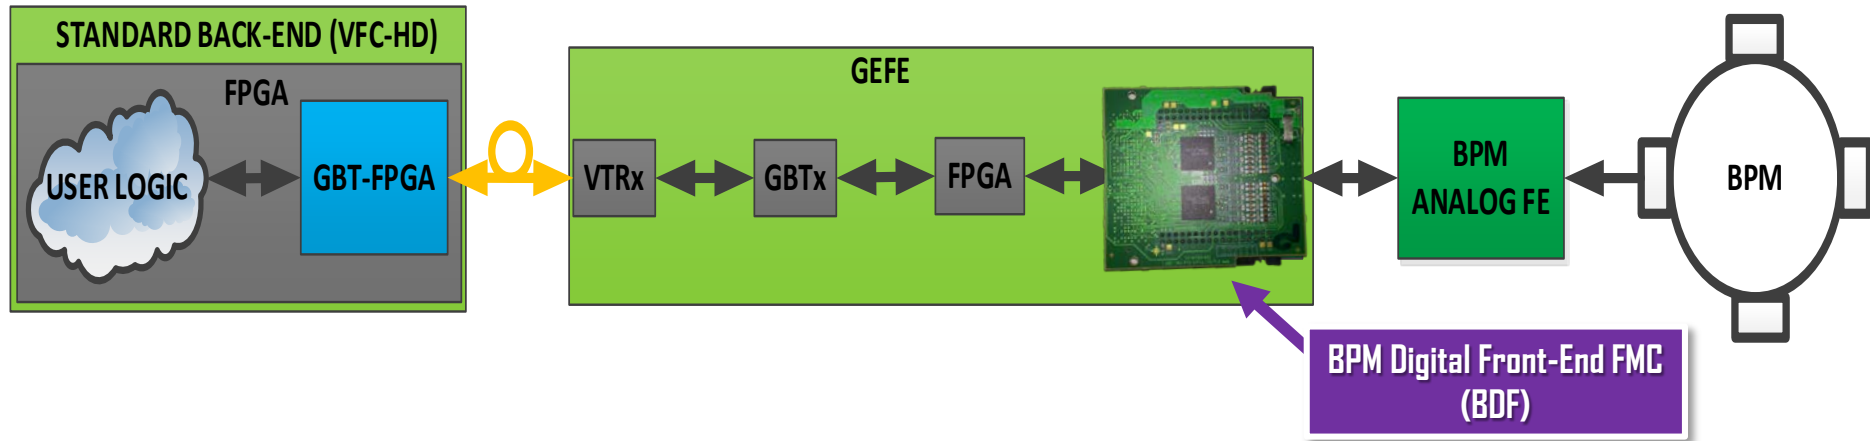 STANDARD BACK-END (VFC-HD)
FPGA
USER LOGIC
GBT-FPGA
GEFE
VTRx
GBTx
FPGA
BPM
ANALOG FE
BPM
BPM Digital Front-End FMC
(BDF)